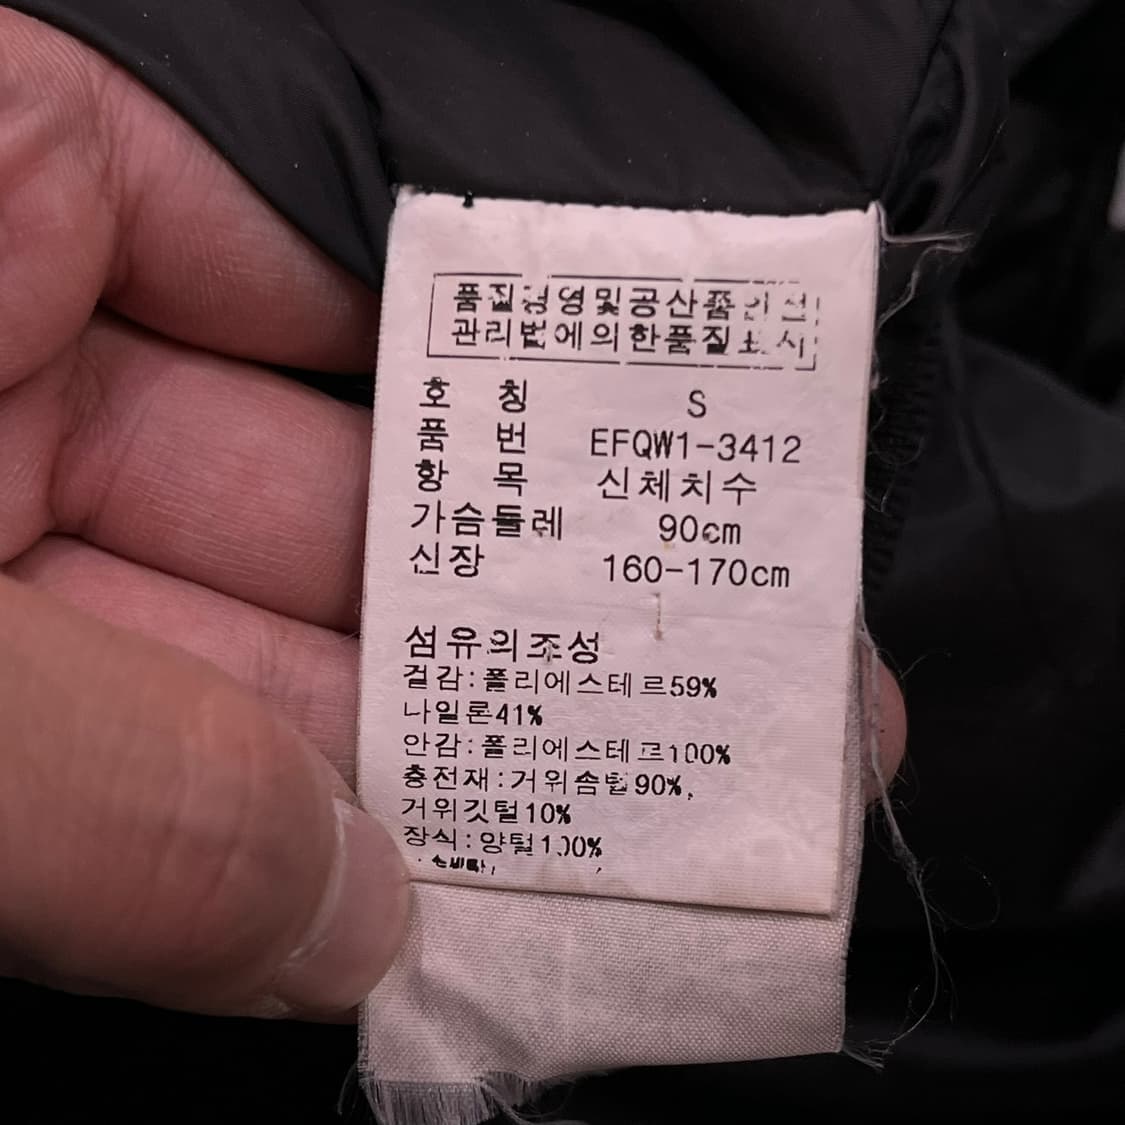 품질경영및공산품안전
관리법에의한품질표시
호 칭 S
품 번 EFQW1-3412
항 목 신체치수
가슴둘레 90cm
신장 160-170cm
섬유의조성
겉감:폴리에스테르59%
나일론41%
안감:폴리에스테르100%
충전재:거위솜털90%,
거위깃털10%
장식:양털100%